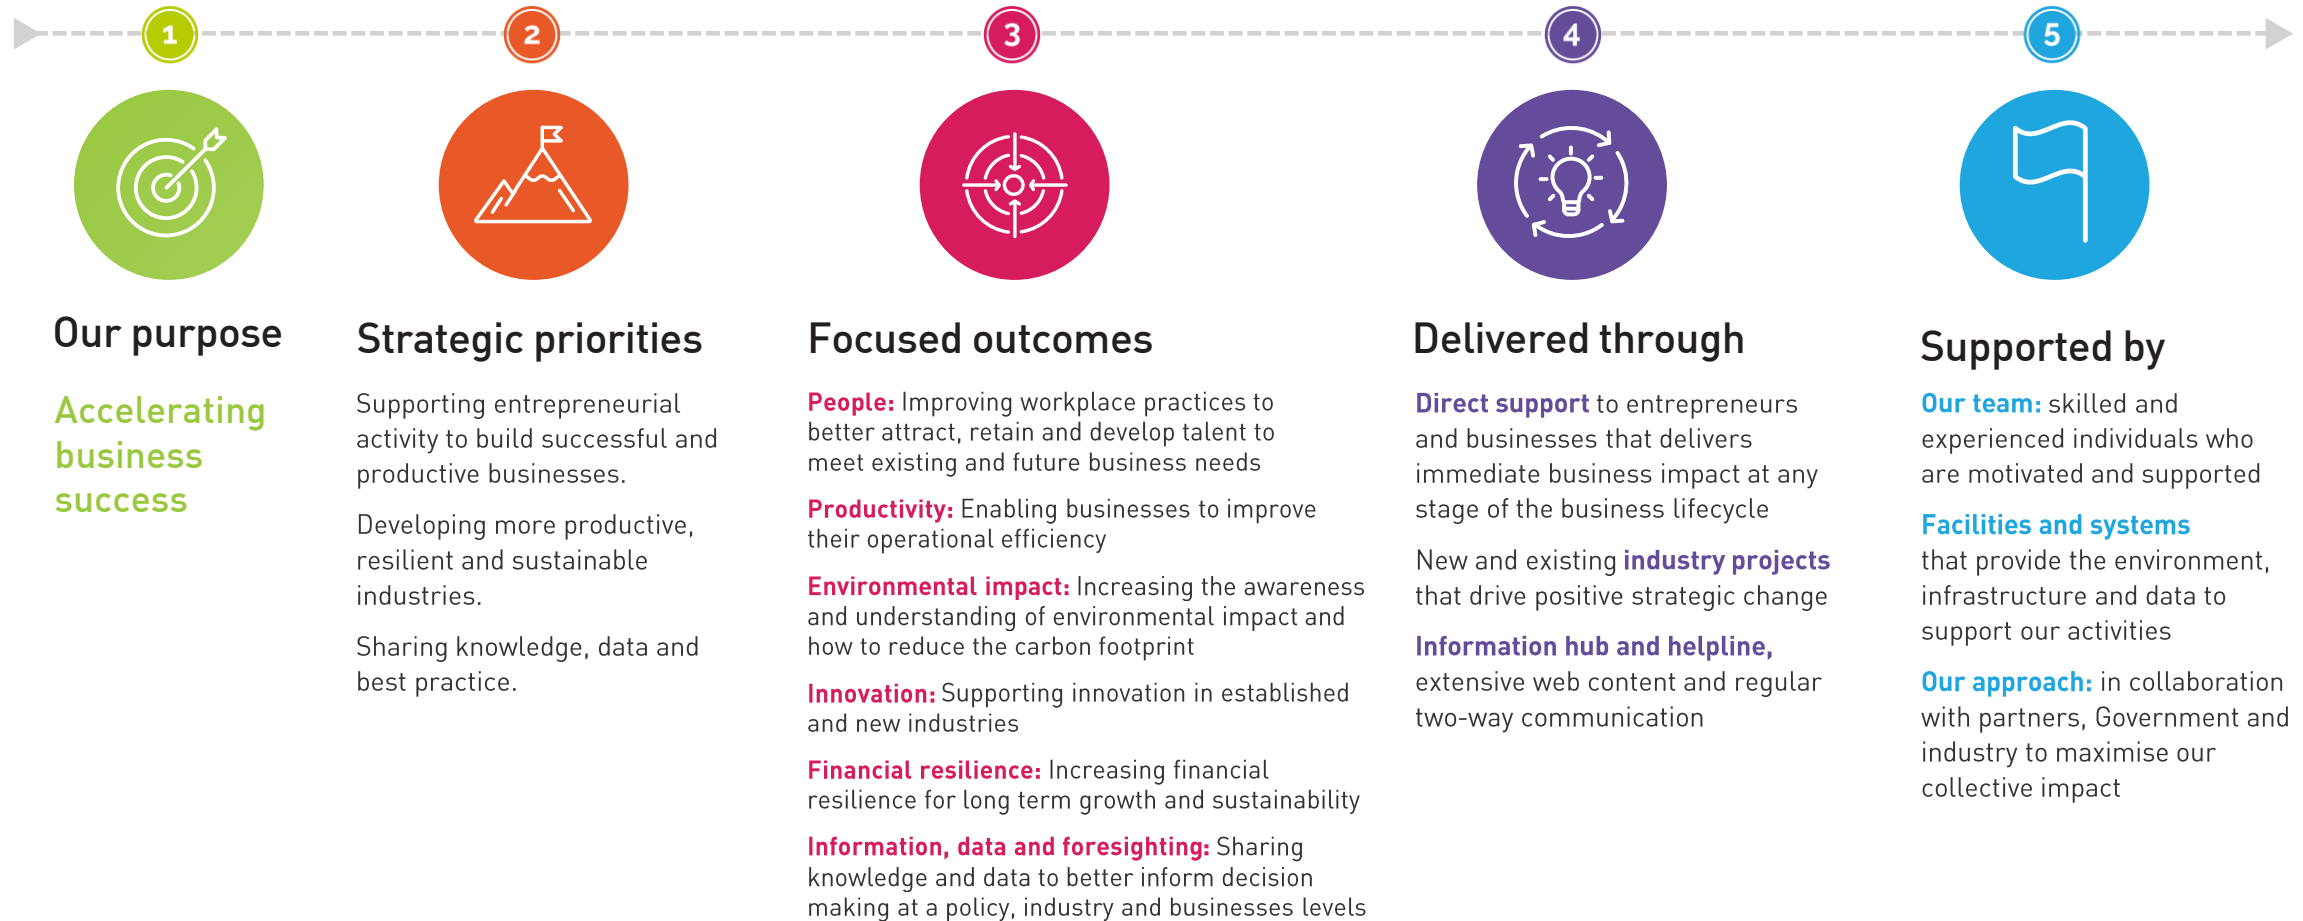 1
2
3
4
5
Our purpose
Accelerating
business
success
Strategic priorities
Supporting entrepreneurial
activity to build successful and
productive businesses.
Developing more productive,
resilient and sustainable
industries.
Sharing knowledge, data and
best practice.
Focused outcomes
People: Improving workplace practices to
better attract, retain and develop talent to
meet existing and future business needs
Productivity: Enabling businesses to improve
their operational efficiency
Environmental impact: Increasing the awareness
and understanding of environmental impact and
how to reduce the carbon footprint
Innovation: Supporting innovation in established
and new industries
Financial resilience: Increasing financial
resilience for long term growth and sustainability
Information, data and foresighting: Sharing
knowledge and data to better inform decision
making at a policy, industry and businesses levels
Delivered through
Direct support to entrepreneurs
and businesses that delivers
immediate business impact at any
stage of the business lifecycle
New and existing industry projects
that drive positive strategic change
Information hub and helpline,
extensive web content and regular
two-way communication
Supported by
Our team: skilled and
experienced individuals who
are motivated and supported
Facilities and systems
that provide the environment,
infrastructure and data to
support our activities
Our approach: in collaboration
with partners, Government and
industry to maximise our
collective impact